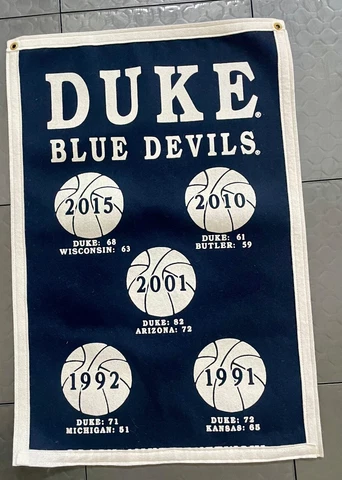 DUKE®
BLUE DEVILS®
2015
DUKE: 68
WISCONSIN: 63
2010
DUKE: 61
BUTLER: 59
2001
DUKE: 82
ARIZONA: 72
1992
DUKE: 71
MICHIGAN: 51
1991
DUKE: 72
KANSAS: 65